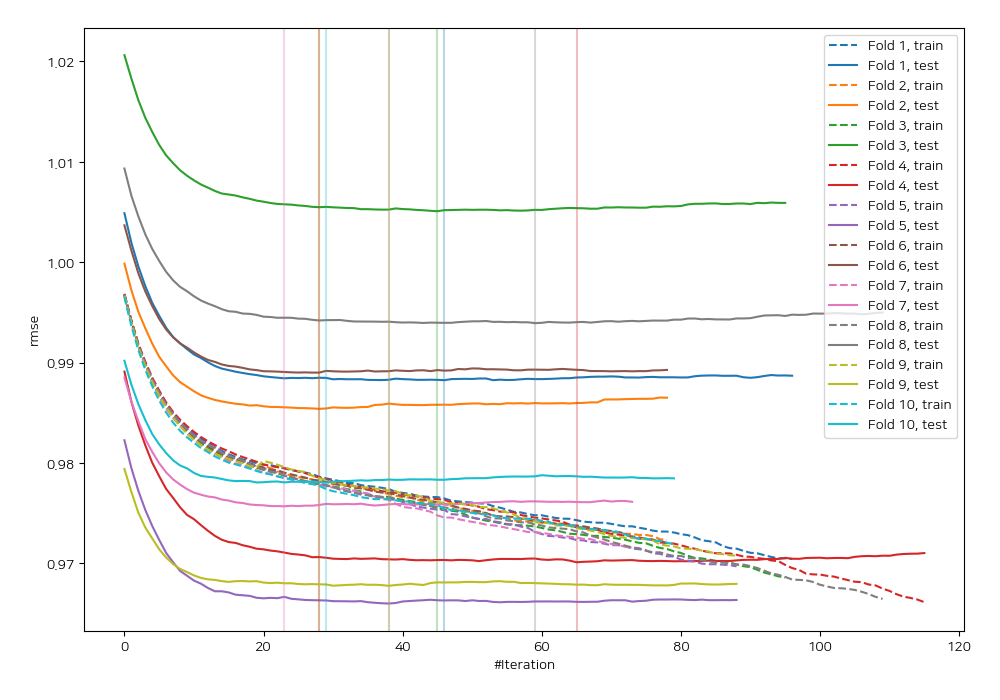 1,02
1,01
1,00
0,99
0,98
0,97
rmse
0
20
40
60
80
100
120
#Iteration
Fold 1, train
Fold 1, test
Fold 2, train
Fold 2, test
Fold 3, train
Fold 3, test
Fold 4, train
Fold 4, test
Fold 5, train
Fold 5, test
Fold 6, train
Fold 6, test
Fold 7, train
Fold 7, test
Fold 8, train
Fold 8, test
Fold 9, train
Fold 9, test
Fold 10, train
Fold 10, test